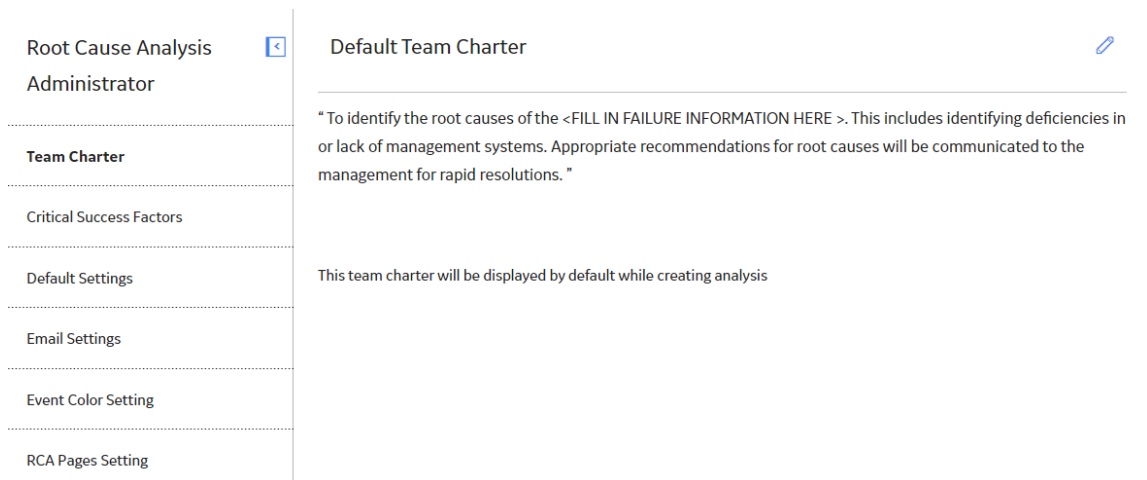 Root Cause Analysis
Administrator
Team Charter
Critical Success Factors
Default Settings
Email Settings
Event Color Setting
RCA Pages Setting
Default Team Charter
“ To identify the root causes of the <FILL IN FAILURE INFORMATION HERE >. This includes identifying deficiencies in
or lack of management systems. Appropriate recommendations for root causes will be communicated to the
management for rapid resolutions. ”
This team charter will be displayed by default while creating analysis